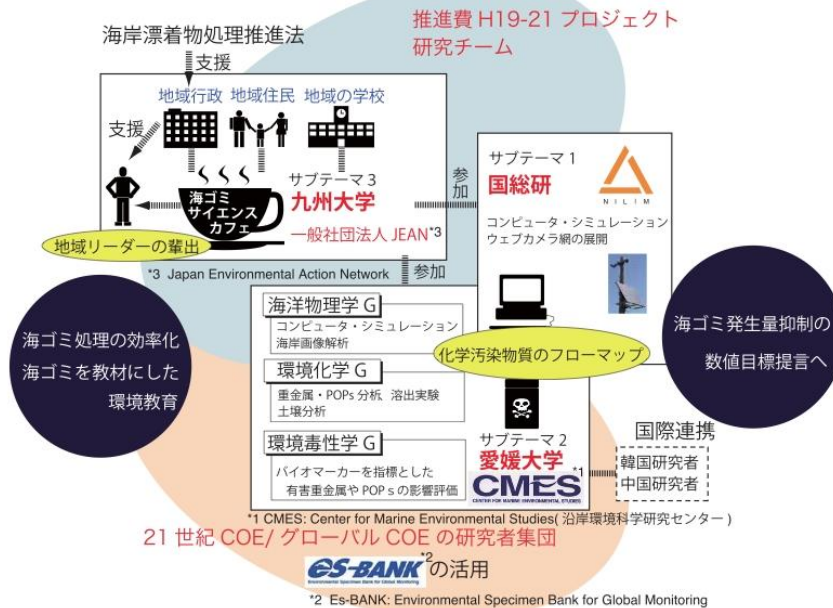 推進費 H19-21 プロジェクト
研究チーム
海岸漂着物処理推進法
支援
地域行政 地域住民 地域の学校
支援
海ゴミ
サイエンス
カフェ
サブテーマ 3
九州大学
一般社団法人 JEAN*3
地域リーダーの輩出
*3 Japan Environmental Action Network
参加
参加
サブテーマ 1
国総研
NILIM
コンピュータ・シミュレーション
ウェブカメラ網の展開
海ゴミ処理の効率化
海ゴミを教材にした
環境教育
海洋物理学 G
コンピュータ・シミュレーション
海岸画像解析
環境化学 G
重金属・POPs 分析、溶出実験
土壌分析
環境毒性学 G
バイオマーカーを指標とした
有害重金属や POPs の影響評価
化学汚染物質のフローマップ
海ゴミ発生量抑制の
数値目標提言へ
サブテーマ 2
愛媛大学
*1
CMES
CENTER FOR MARINE ENVIRONMENTAL STUDIES
国際連携
韓国研究者
中国研究者
*1 CMES: Center for Marine Environmental Studies( 沿岸環境科学研究センター )
21 世紀 COE/ グローバル COE の研究者集団
es-BANK*2 の活用
Environmental Specimen Bank for Global Monitoring
*2 Es-BANK: Environmental Specimen Bank for Global Monitoring